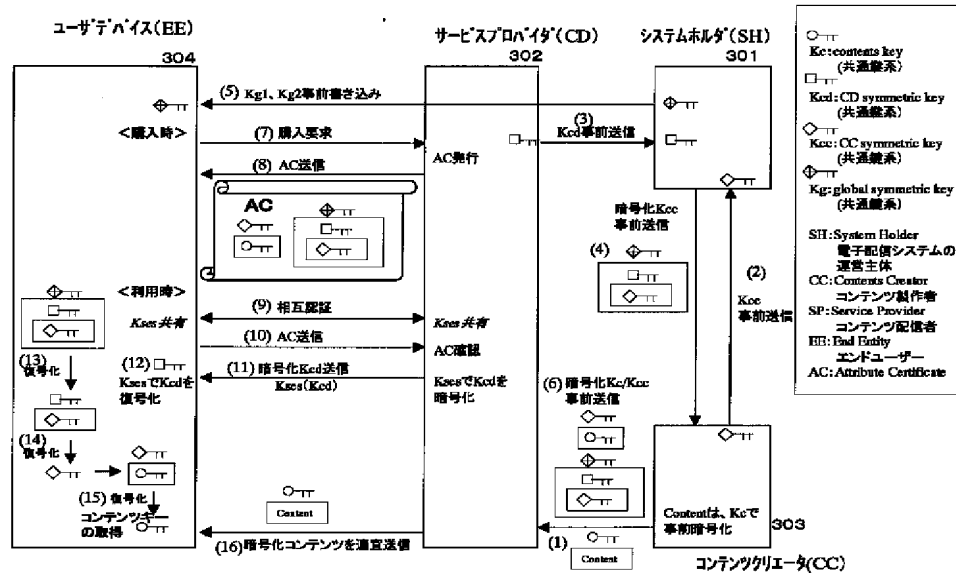 ユーザデバイス(EE)
304
サービスプロバイダ(CD)
302
システムホルダ(SH)
301
(5) Kg1、Kg2事前書き込み
<購入時>
(7) 購入要求
(3)
Kcd事前送信
AC発行
(8) AC送信
AC
暗号化Kcc
事前送信
(4)
(2)
Kcc
事前送信
<利用時>
(9) 相互認証
Kses共有
Kses共有
(10) AC送信
AC確認
(13)
復号化
(12)
KsesでKcdを
復号化
(11) 暗号化Kcd送信
Kses(Kcd)
KsesでKcdを
暗号化
(6) 暗号化Kc/Kcc
事前送信
(14)
復号化
(15) 復号化
コンテンツキー
の取得
Content
(16)暗号化コンテンツを適宜送信
(1)
Content
Contentは、Kcで
事前暗号化
303
コンテンツクリエータ(CC)
Kc:contents key
(共通鍵系)
Kcd:CD symmetric key
(共通鍵系)
Kcc:CC symmetric key
(共通鍵系)
Kg:global symmetric key
(共通鍵系)
SH:System Holder
電子配信システムの
運営主体
CC:Contents Creator
コンテンツ製作者
SP:Service Provider
コンテンツ配信者
EE:End Entity
エンドユーザー
AC:Attribute Certificate